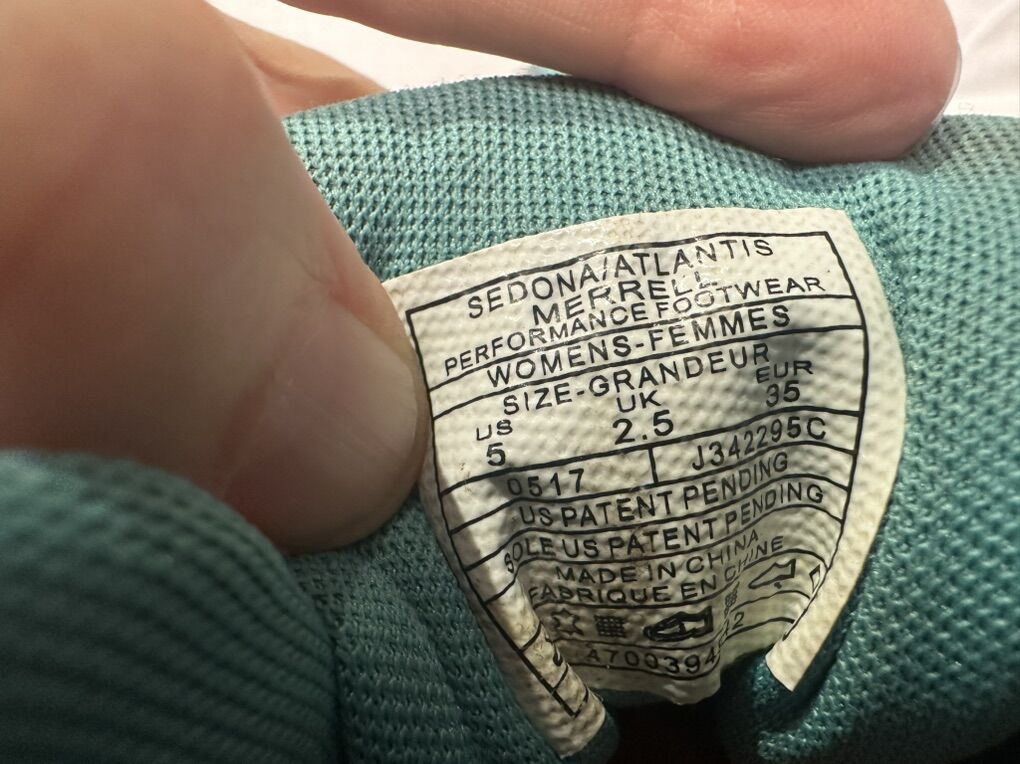 SEDONA/ATLANTIS
MERRELL
PERFORMANCE FOOTWEAR
WOMENS-FEMMES
SIZE-GRANDEUR
US UK EUR
5 2.5 35
0517 J342295C
US PATENT PENDING
SOLE US PATENT PENDING
MADE IN CHINA
FABRIQUE EN CHINE